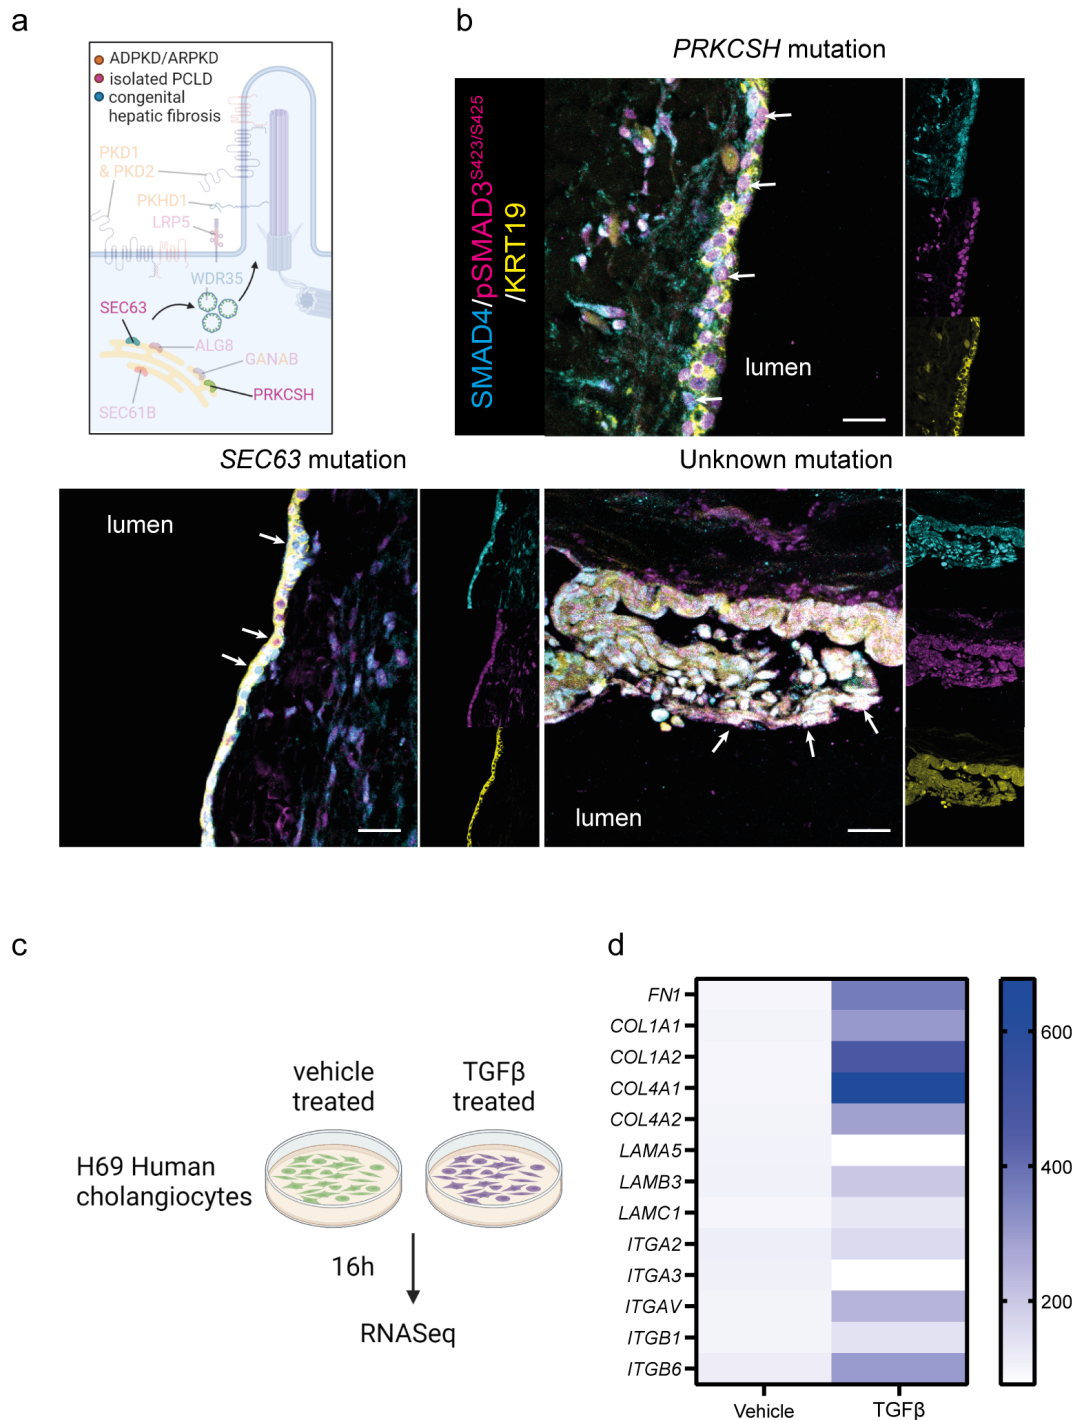 a
ADPKD/ARPKD
isolated PCLD
congenital
hepatic fibrosis
PKD1
& PKD2
PKHD1
LRP5
WDR35
SEC63
ALG8
GANAB
PRKCSH
SEC61B
b
PRKCSH mutation
SMAD4/pSMAD3S423/S425
/KRT19
lumen
SEC63 mutation
lumen
Unknown mutation
lumen
c
vehicle
treated
TGFβ
treated
H69 Human
cholangiocytes
16h
RNASeq
d
FN1
COL1A1
COL1A2
COL4A1
COL4A2
LAMA5
LAMB3
LAMC1
ITGA2
ITGA3
ITGAV
ITGB1
ITGB6
Vehicle
TGFβ
600
400
200